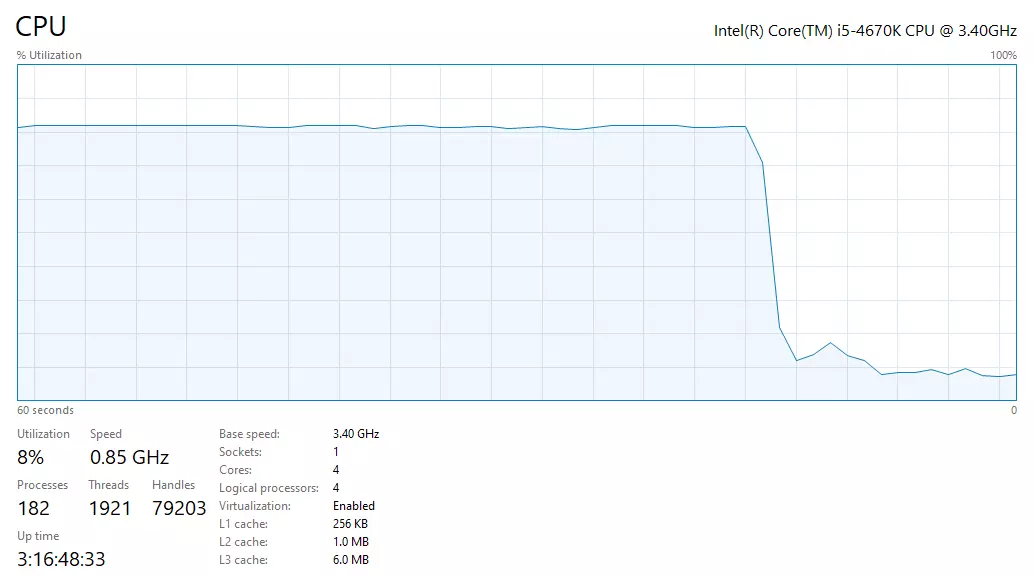 CPU
Intel(R) Core(TM) i5-4670K CPU @ 3.40GHz
% Utilization
100%
60 seconds
0
Utilization Speed
8% 0.85 GHz
Processes Threads Handles
182 1921 79203
Up time
3:16:48:33
Base speed: 3.40 GHz
Sockets: 1
Cores: 4
Logical processors: 4
Virtualization: Enabled
L1 cache: 256 KB
L2 cache: 1.0 MB
L3 cache: 6.0 MB